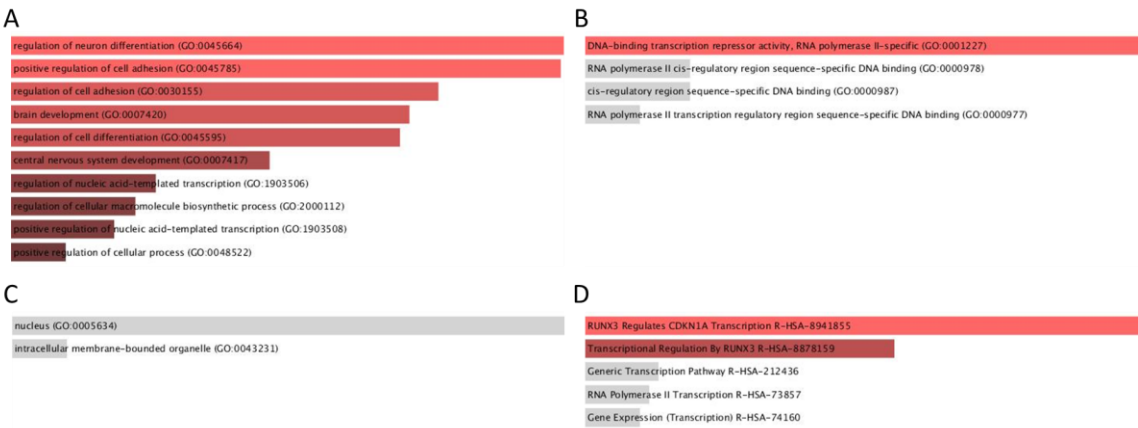 A
regulation of neuron differentiation (GO:0045664)
positive regulation of cell adhesion (GO:0045785)
regulation of cell adhesion (GO:0030155)
brain development (GO:0007420)
regulation of cell differentiation (GO:0045595)
central nervous system development (GO:0007417)
regulation of nucleic acid-templated transcription (GO:1903506)
regulation of cellular macromolecule biosynthetic process (GO:2000112)
positive regulation of nucleic acid-templated transcription (GO:1903508)
positive regulation of cellular process (GO:0048522)
B
DNA-binding transcription repressor activity, RNA polymerase II-specific (GO:0001227)
RNA polymerase II cis-regulatory region sequence-specific DNA binding (GO:0000978)
cis-regulatory region sequence-specific DNA binding (GO:0000987)
RNA polymerase II transcription regulatory region sequence-specific DNA binding (GO:0000977)
C
nucleus (GO:0005634)
intracellular membrane-bounded organelle (GO:0043231)
D
RUNX3 Regulates CDKN1A Transcription R-HSA-8941855
Transcriptional Regulation By RUNX3 R-HSA-8878159
Generic Transcription Pathway R-HSA-212436
RNA Polymerase II Transcription R-HSA-73857
Gene Expression (Transcription) R-HSA-74160